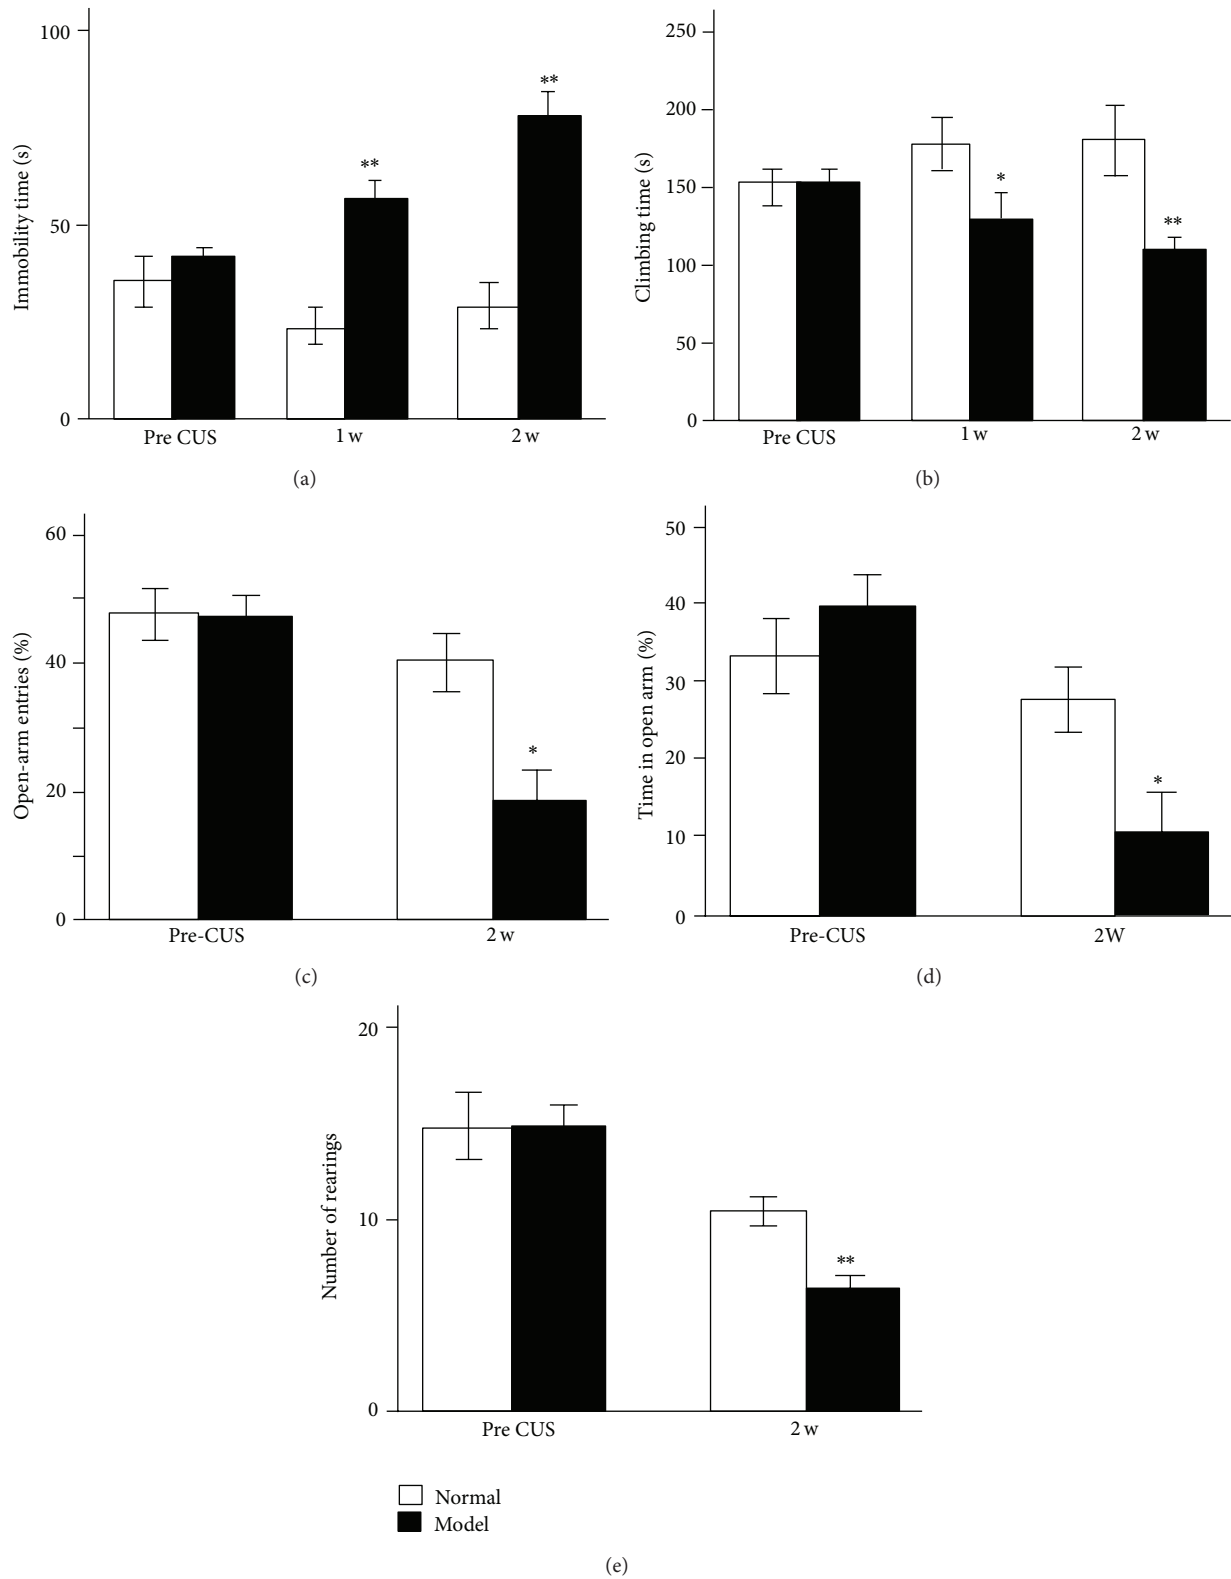 100
50
0
Immobility time (s)
**
**
Pre CUS
1 w
2 w
(a)
250
200
150
100
50
0
Climbing time (s)
*
**
Pre CUS
1 w
2 w
(b)
60
40
20
0
Open-arm entries (%)
*
Pre-CUS
2 w
(c)
50
40
30
20
10
0
Time in open arm (%)
*
Pre-CUS
2W
(d)
20
10
0
Number of rearings
**
Pre CUS
2 w
Normal
Model
(e)